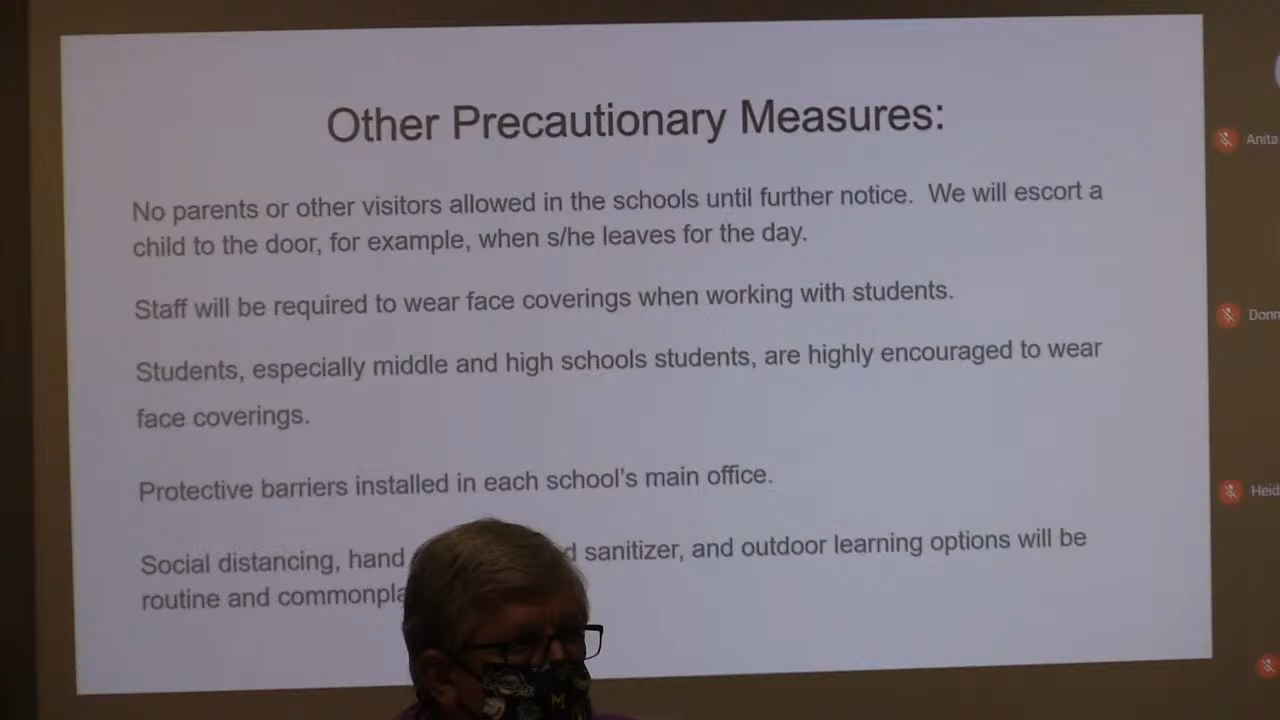 Other Precautionary Measures:
No parents or other visitors allowed in the schools until further notice. We will escort a
child to the door, for example, when s/he leaves for the day.
Staff will be required to wear face coverings when working with students.
Students, especially middle and high schools students, are highly encouraged to wear
face coverings.
Protective barriers installed in each school's main office.
Social distancing, hand d sanitizer, and outdoor learning options will be
routine and commonpla
Anita
Donn
Heid
M